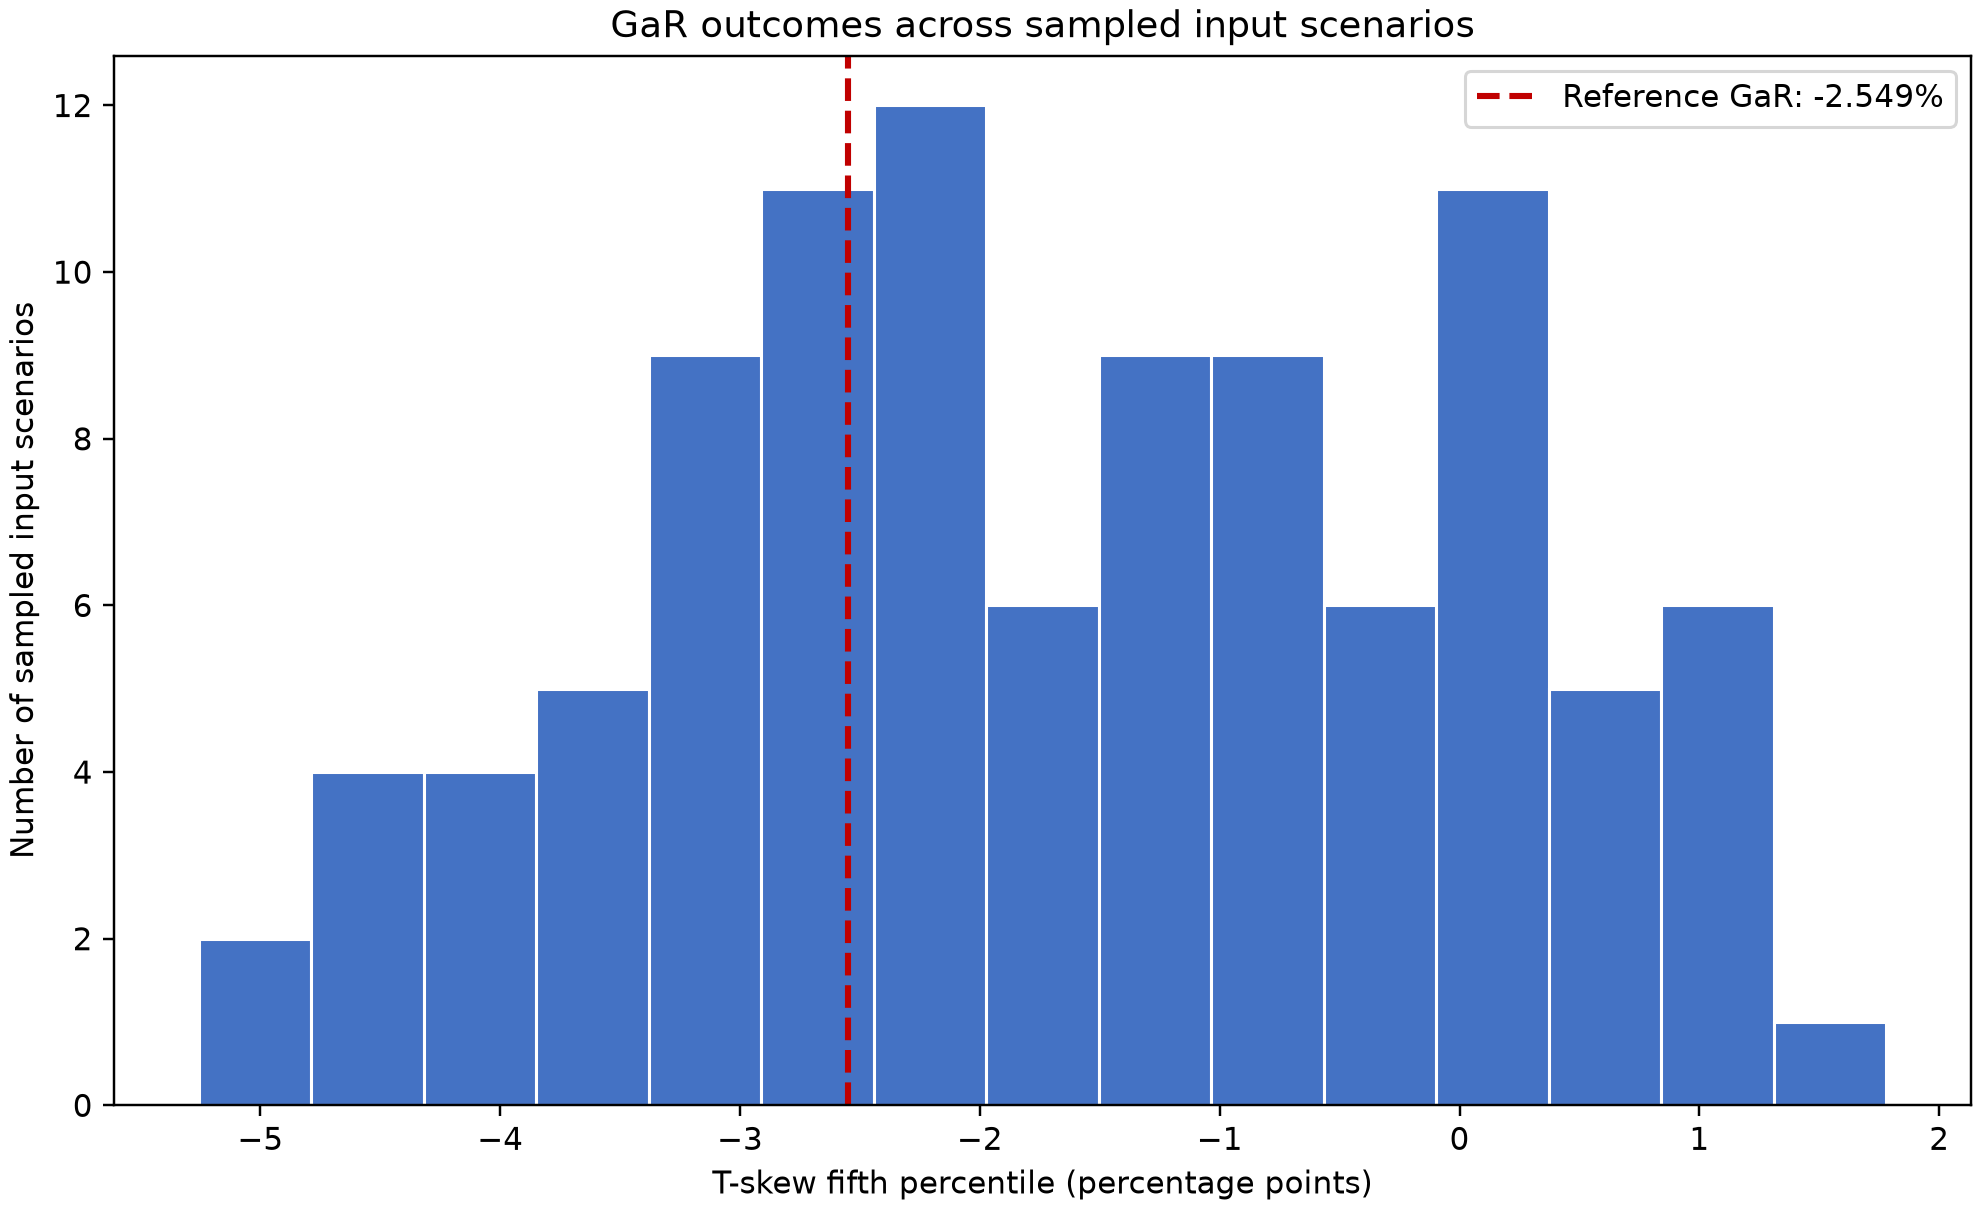 GaR outcomes across sampled input scenarios
Reference GaR: -2.549%
Number of sampled input scenarios
12
10
8
6
4
2
0
−5 −4 −3 −2 −1 0 1 2
T-skew fifth percentile (percentage points)